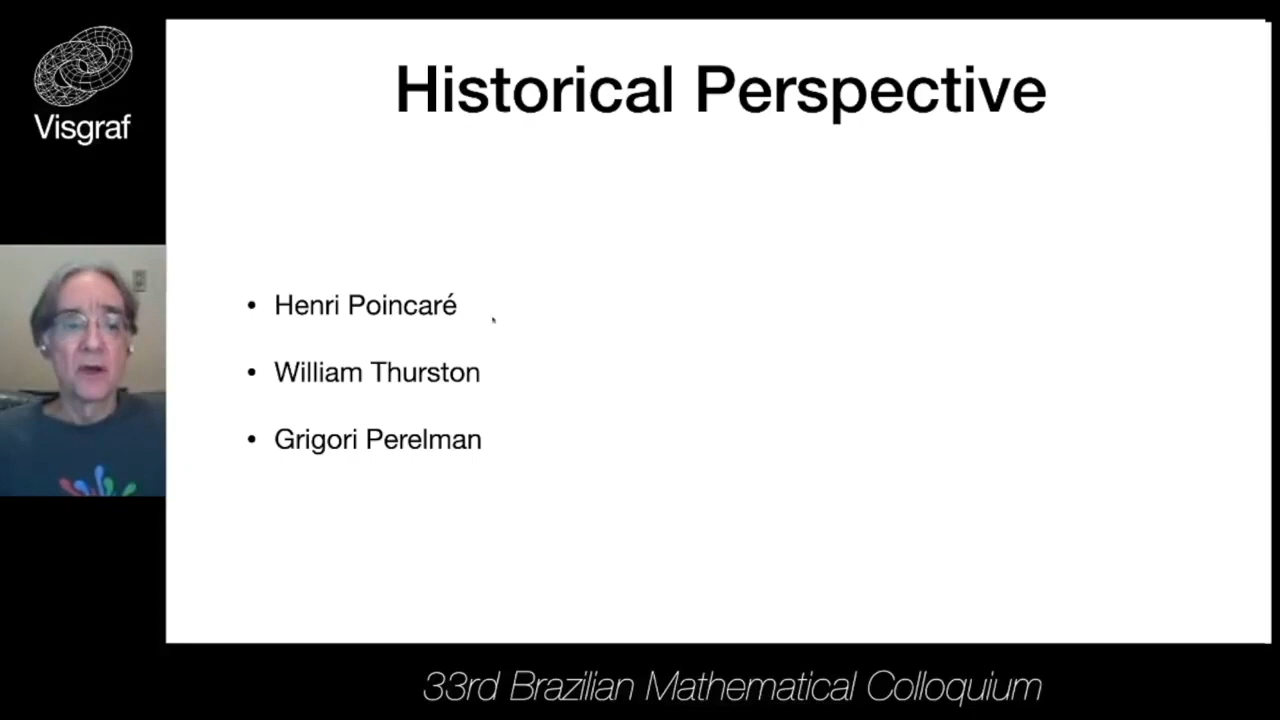 Visgraf
Historical Perspective
• Henri Poincaré
• William Thurston
• Grigori Perelman
33rd Brazilian Mathematical Colloquium